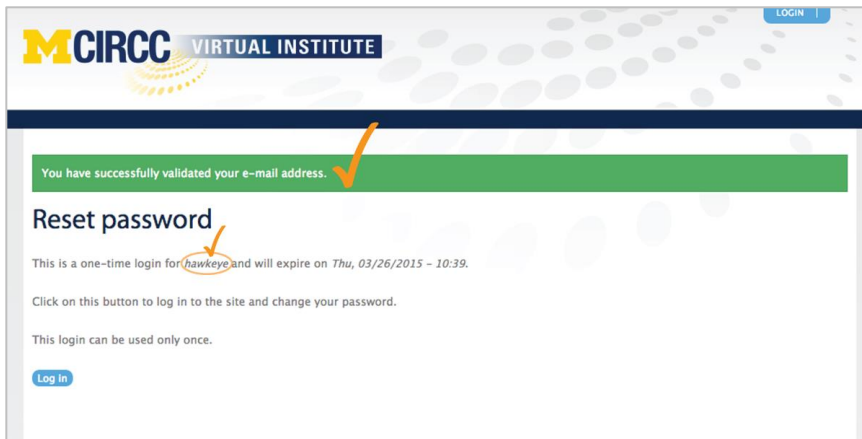 LOGIN
MCIRCC VIRTUAL INSTITUTE
You have successfully validated your e-mail address.
Reset password
This is a one-time login for hawkeye and will expire on Thu, 03/26/2015 - 10:39.
Click on this button to log in to the site and change your password.
This login can be used only once.
Log in